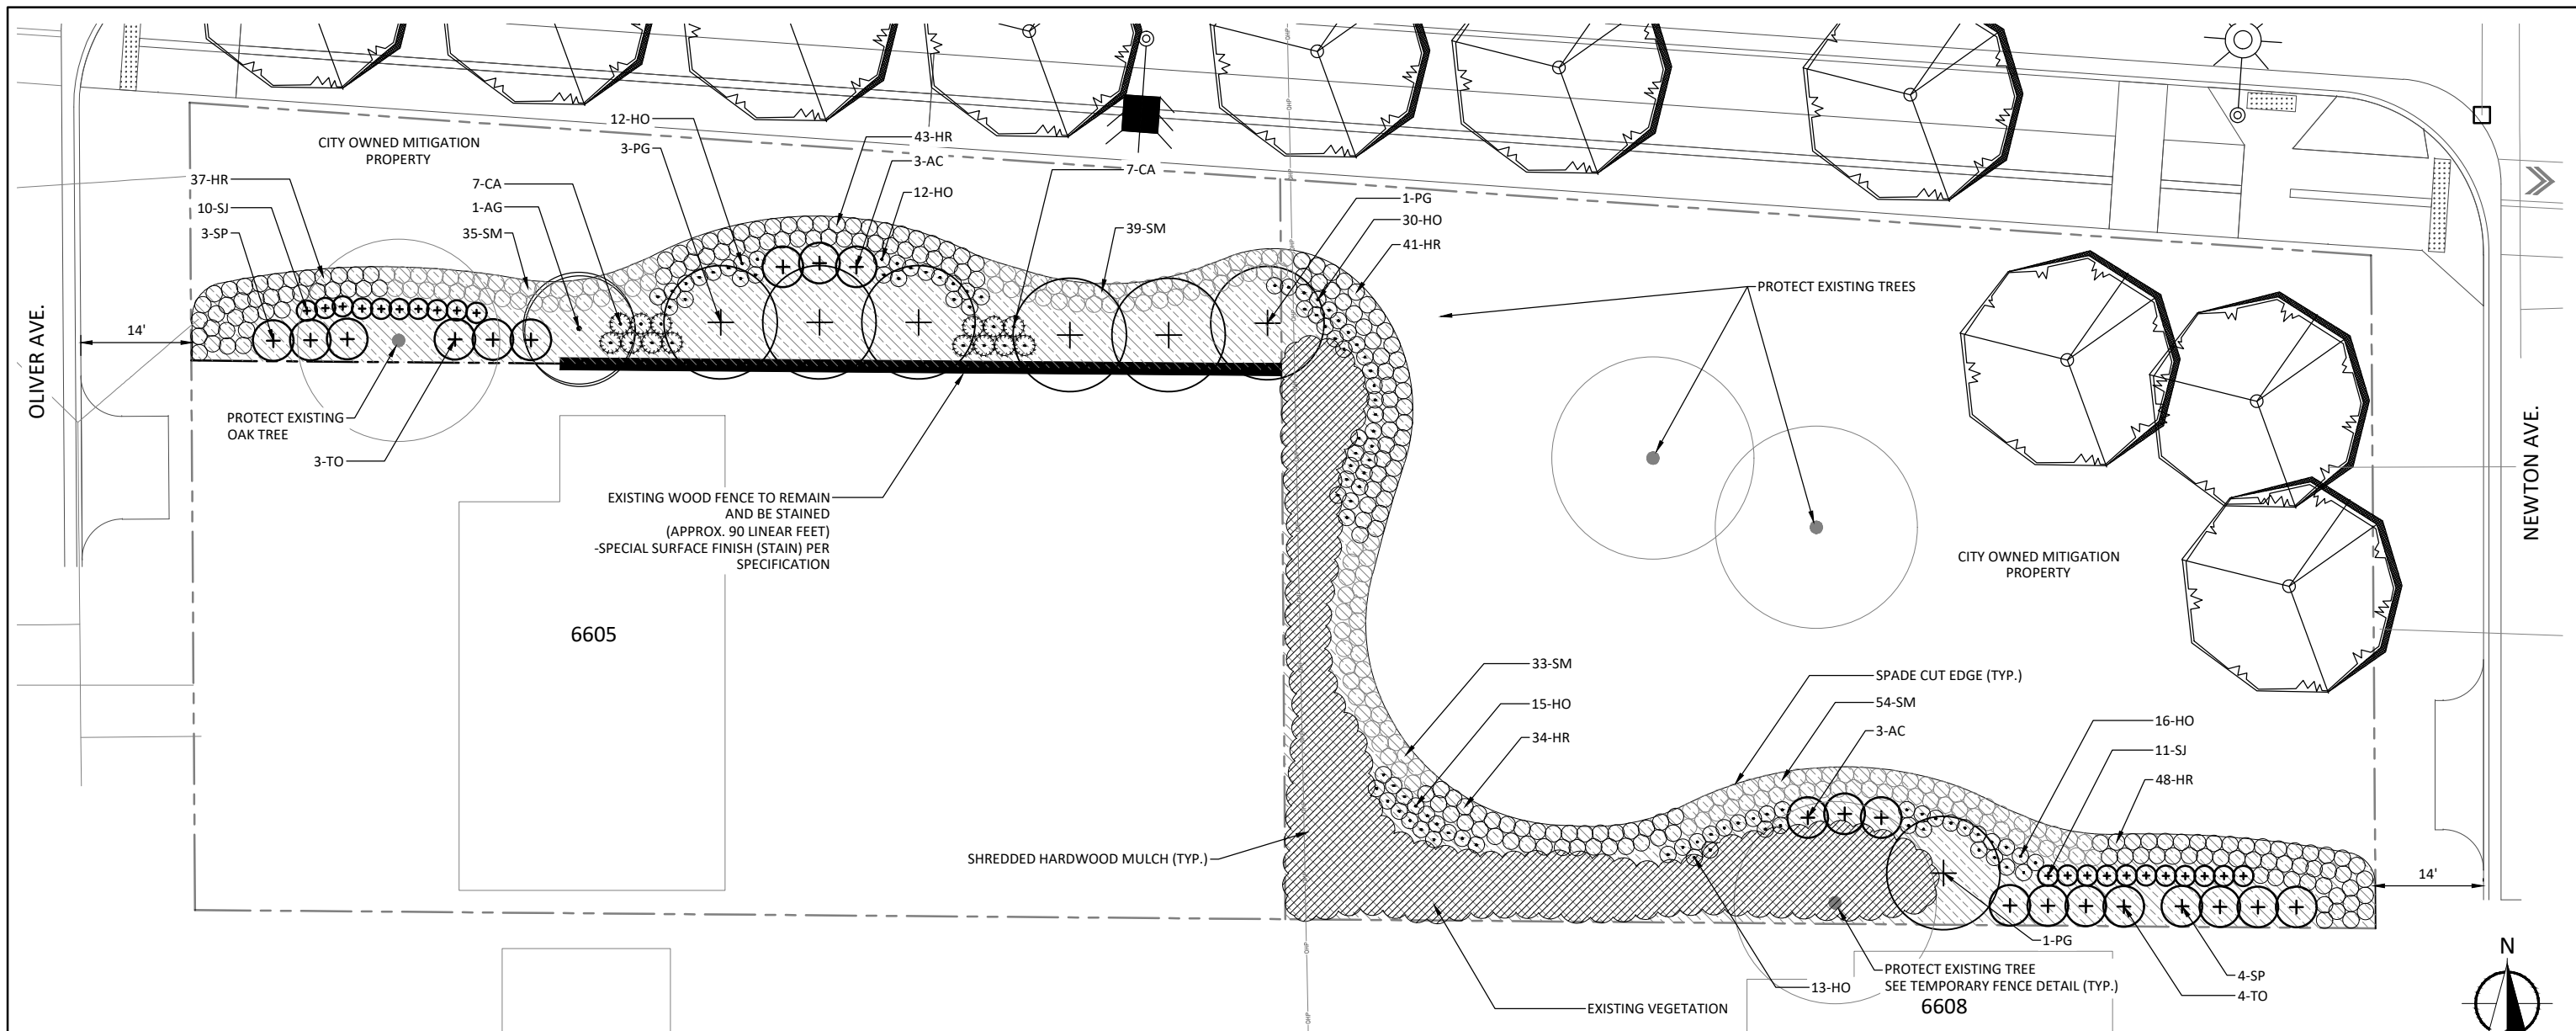 CITY OWNED MITIGATION
PROPERTY
12-HO
3-PG
43-HR
3-AC
12-HO
7-CA
37-HR
10-SJ
3-SP
7-CA
1-AG
35-SM
39-SM
1-PG
30-HO
41-HR
PROTECT EXISTING TREES
OLIVER AVE.
14'
PROTECT EXISTING
OAK TREE
3-TO
EXISTING WOOD FENCE TO REMAIN
AND BE STAINED
(APPROX. 90 LINEAR FEET)
-SPECIAL SURFACE FINISH (STAIN) PER
SPECIFICATION
6605
NEWTON AVE.
CITY OWNED MITIGATION
PROPERTY
33-SM
15-HO
34-HR
SPADE CUT EDGE (TYP.)
54-SM
3-AC
16-HO
11-SJ
48-HR
SHREDDED HARDWOOD MULCH (TYP.)
14'
1-PG
PROTECT EXISTING TREE
SEE TEMPORARY FENCE DETAIL (TYP.)
13-HO
4-SP
4-TO
EXISTING VEGETATION
6608
N
OHP
OHP
OHP
OHP
OHP